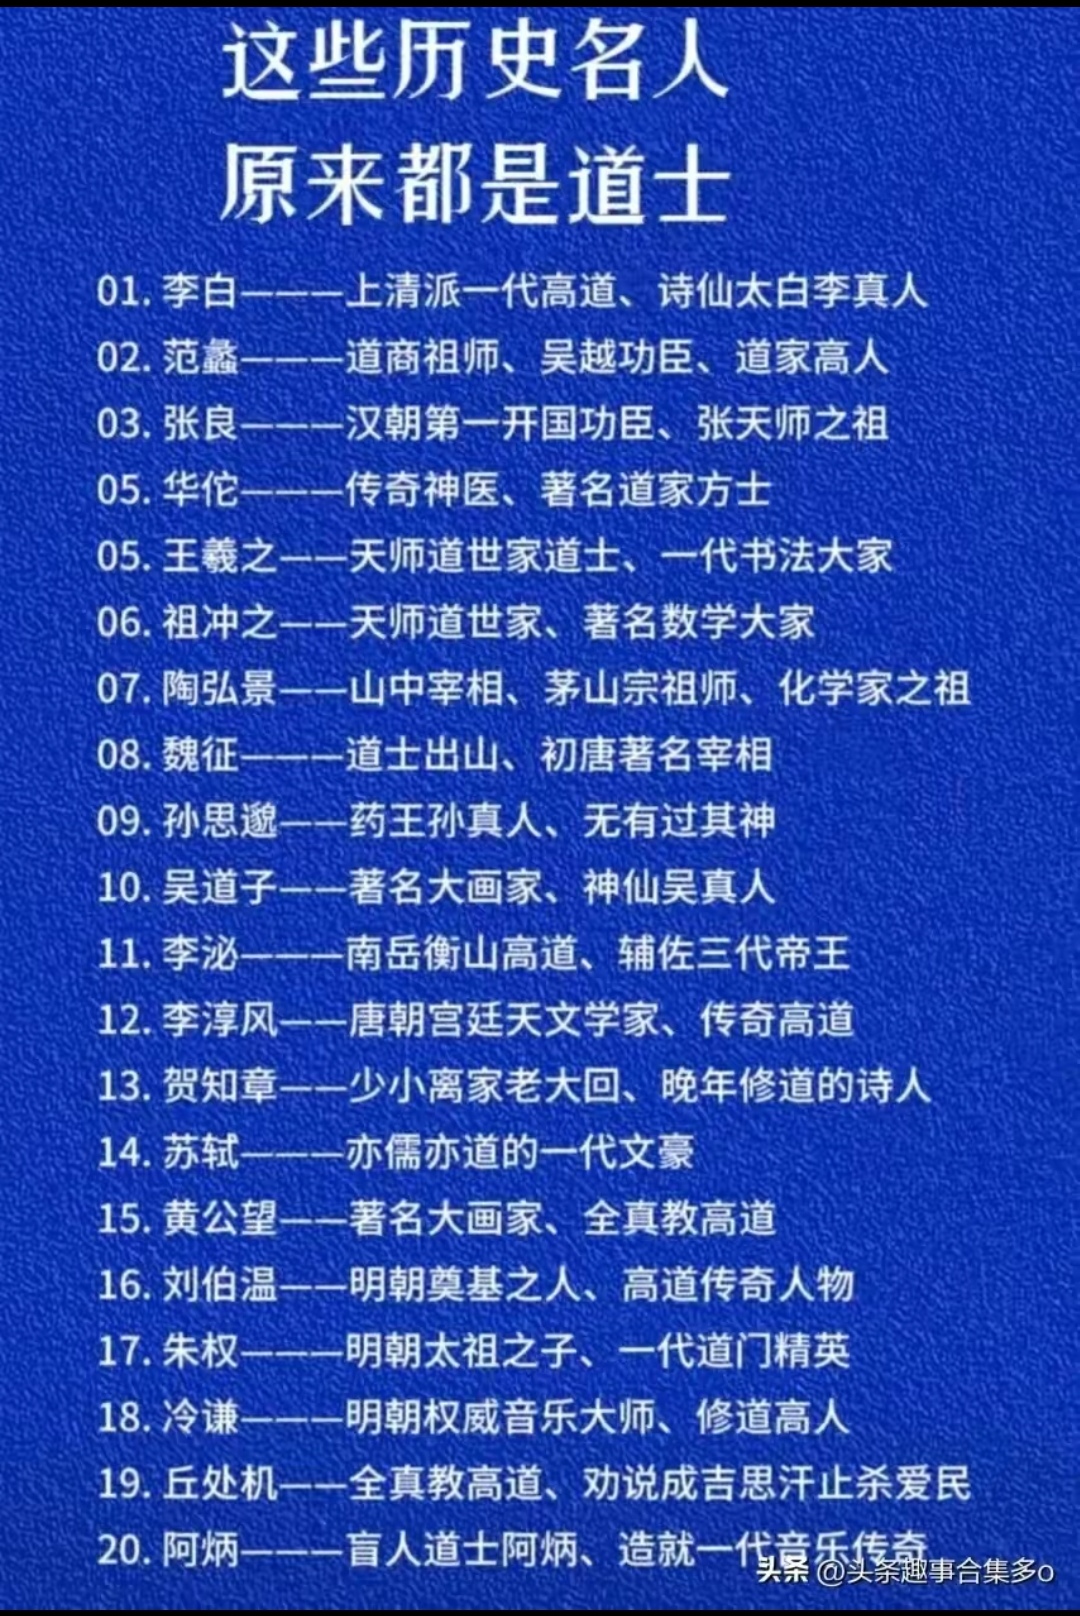 这些历史名人
原来都是道士
01. 李白———上清派一代高道、诗仙太白李真人
02. 范蠡———道商祖师、吴越功臣、道家高人
03. 张良———汉朝第一开国功臣、张天师之祖
05. 华佗———传奇神医、著名道家方士
05. 王羲之——天师道世家道士、一代书法大家
06. 祖冲之——天师道世家、著名数学大家
07. 陶弘景——山中宰相、茅山宗祖师、化学家之祖
08. 魏征———道士出山、初唐著名宰相
09. 孙思邈——药王孙真人、无有过其神
10. 吴道子——著名大画家、神仙吴真人
11. 李泌———南岳衡山高道、辅佐三代帝王
12. 李淳风——唐朝宫廷天文学家、传奇高道
13. 贺知章——少小离家老大回、晚年修道的诗人
14. 苏轼———亦儒亦道的一代文豪
15. 黄公望——著名大画家、全真教高道
16. 刘伯温——明朝奠基之人、高道传奇人物
17. 朱权———明朝太祖之子、一代道门精英
18. 冷谦———明朝权威音乐大师、修道高人
19. 丘处机——全真教高道、劝说成吉思汗止杀爱民
20. 阿炳———盲人道士阿炳、造就一代音乐传奇
头条 @头条趣事合集多o